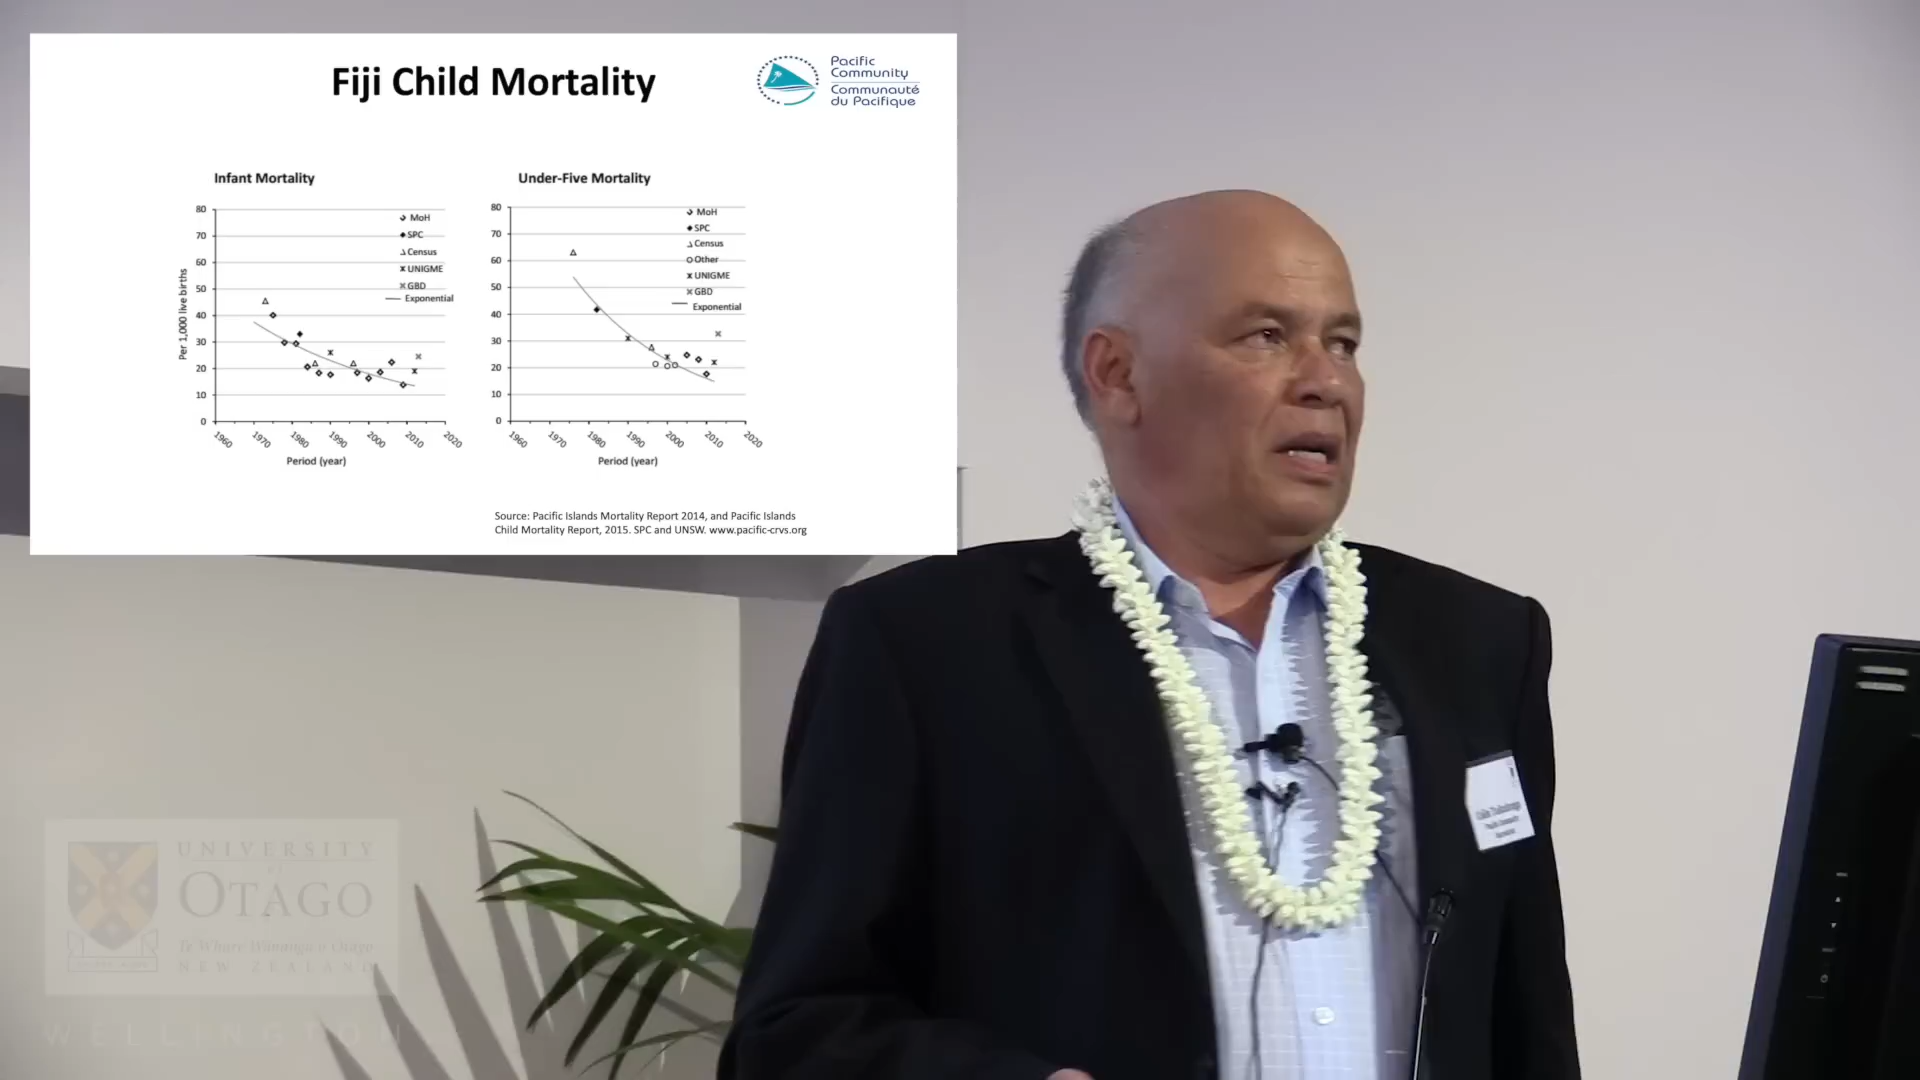 Fiji Child Mortality
Pacific
Community
Communauté
du Pacifique
Infant Mortality
80
70
60
50
40
30
20
10
0
Per 1,000 live births
MoH
SPC
Census
UNIGME
GBD
Exponential
1960
1970
1980
1990
2000
2010
2020
Period (year)
Under-Five Mortality
80
70
60
50
40
30
20
10
0
MoH
SPC
Census
Other
UNIGME
GBD
Exponential
1960
1970
1980
1990
2000
2010
2020
Period (year)
Source: Pacific Islands Mortality Report 2014, and Pacific Islands
Child Mortality Report, 2015. SPC and UNSW. www.pacific-crvs.org
UNIVERSITY
OF
OTAGO
Te Whare Wānanga o Otāgo
NEW ZEALAND
WELLINGTON